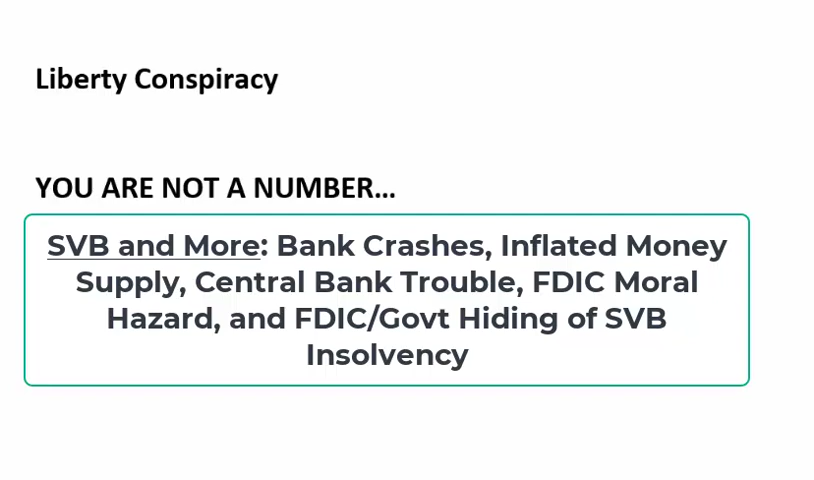 Liberty Conspiracy
YOU ARE NOT A NUMBER...
SVB and More: Bank Crashes, Inflated Money
Supply, Central Bank Trouble, FDIC Moral
Hazard, and FDIC/Govt Hiding of SVB
Insolvency